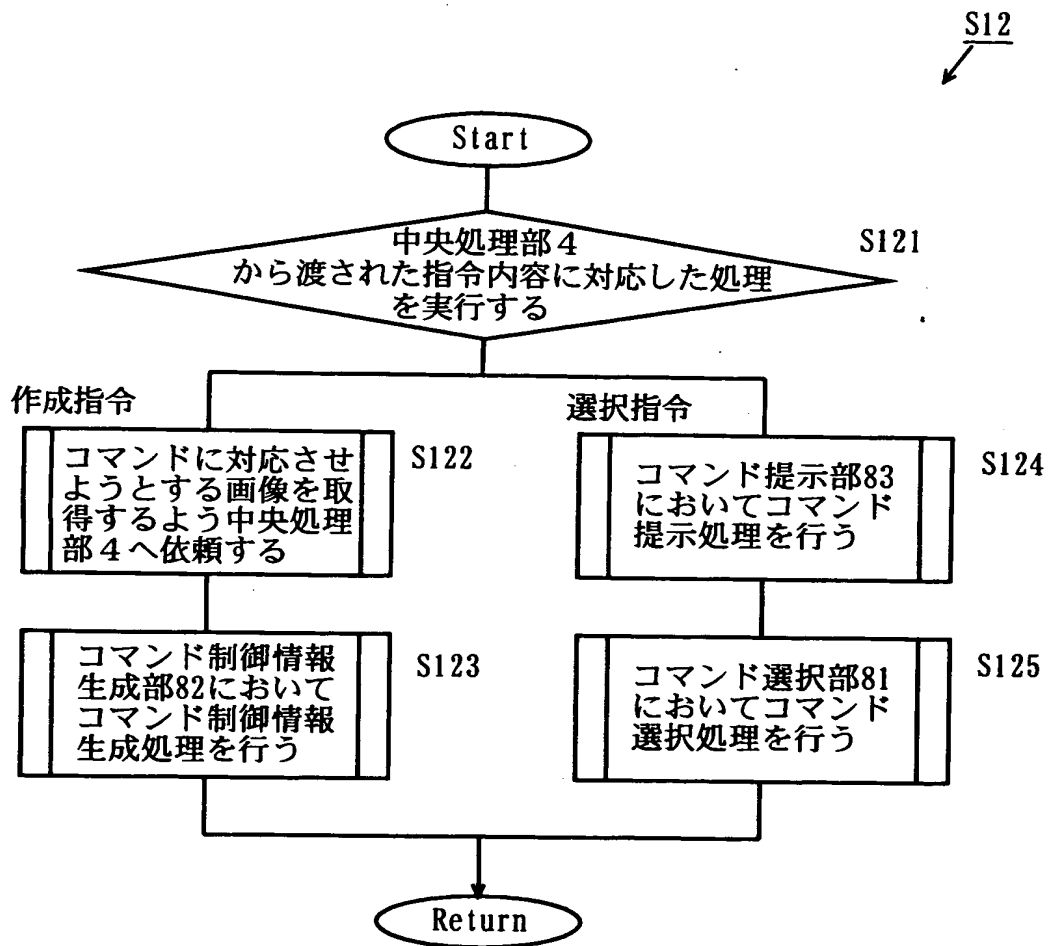 S12
Start
中央処理部4
から渡された指令内容に対応した処理
を実行する
S121
作成指令
コマンドに対応させ
ようとする画像を取
得するよう中央処理
部4へ依頼する
S122
コマンド制御情報
生成部82において
コマンド制御情報
生成処理を行う
S123
選択指令
コマンド提示部83
においてコマンド
提示処理を行う
S124
コマンド選択部81
においてコマンド
選択処理を行う
S125
Return